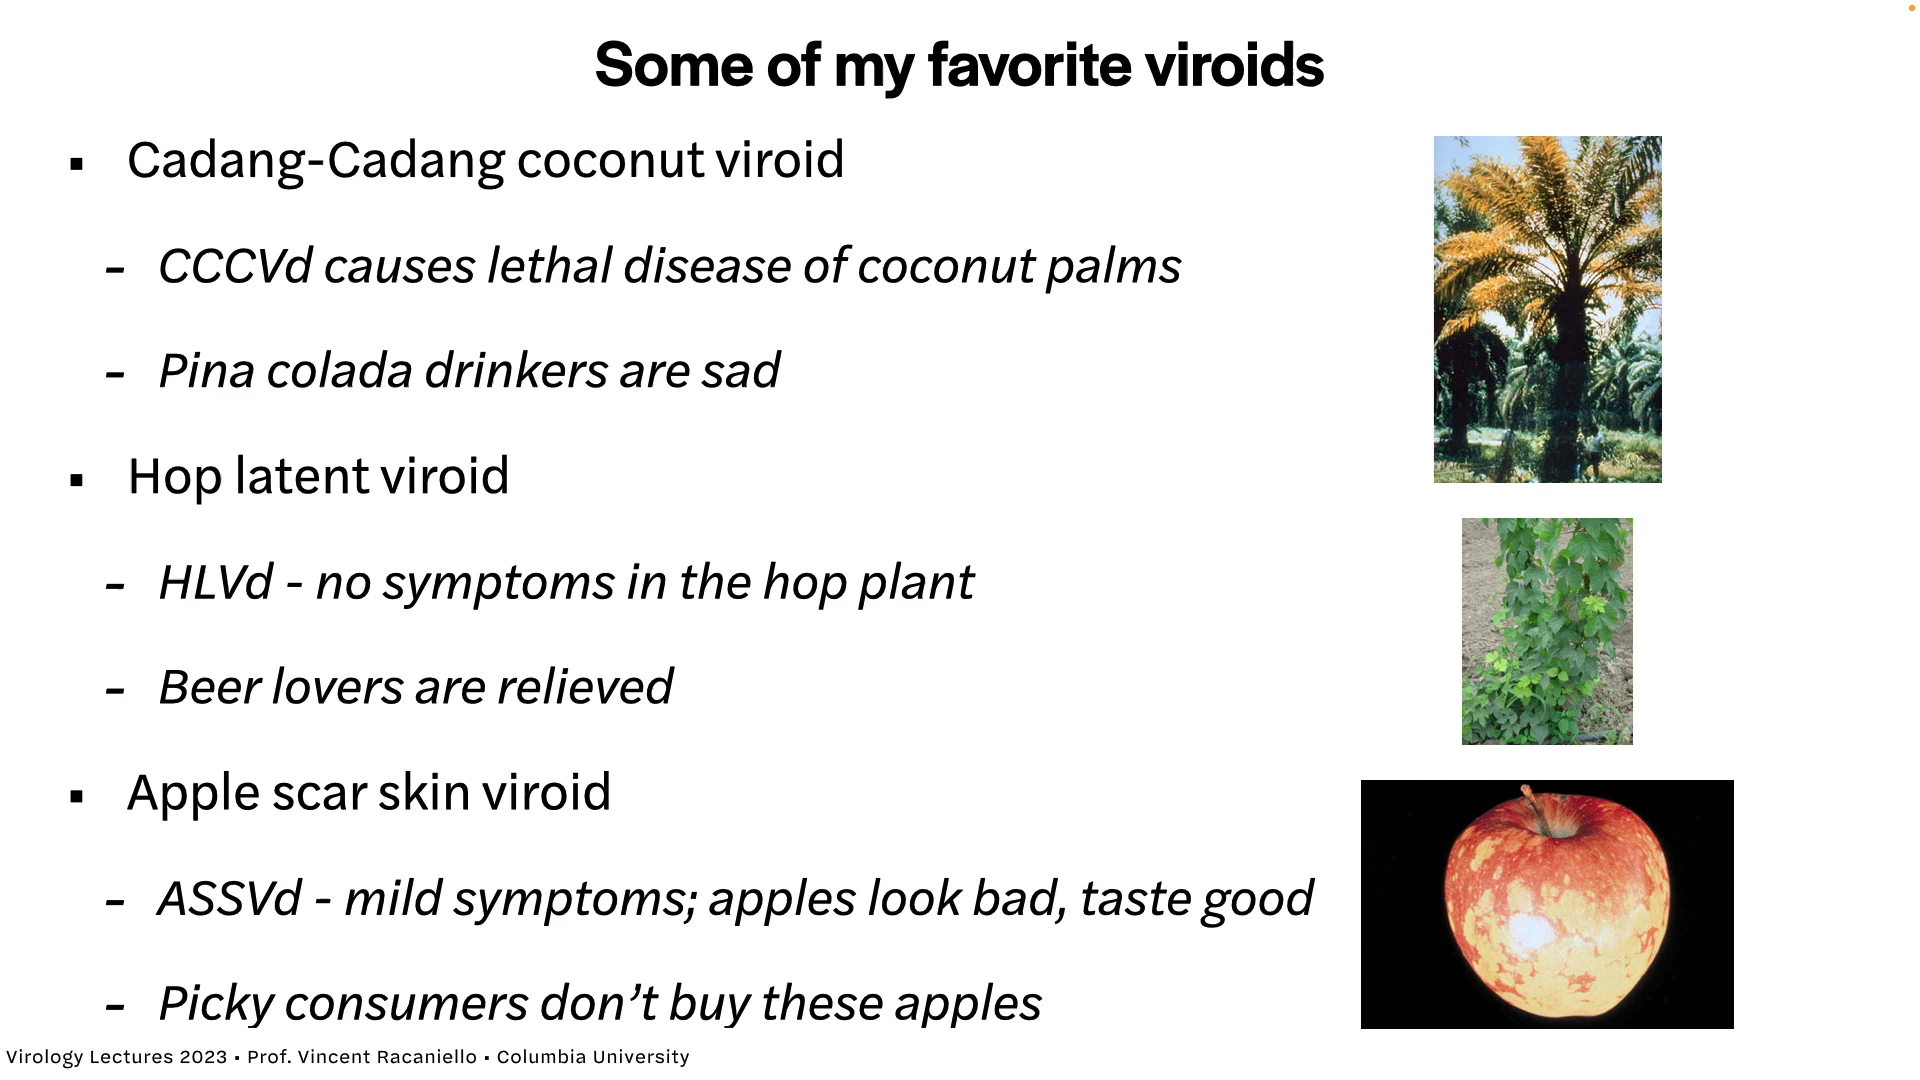 Some of my favorite viroids
▪ Cadang-Cadang coconut viroid
- CCCVd causes lethal disease of coconut palms
- Pina colada drinkers are sad
▪ Hop latent viroid
- HLVd - no symptoms in the hop plant
- Beer lovers are relieved
▪ Apple scar skin viroid
- ASSVd - mild symptoms; apples look bad, taste good
- Picky consumers don’t buy these apples
Virology Lectures 2023 ▪ Prof. Vincent Racaniello ▪ Columbia University